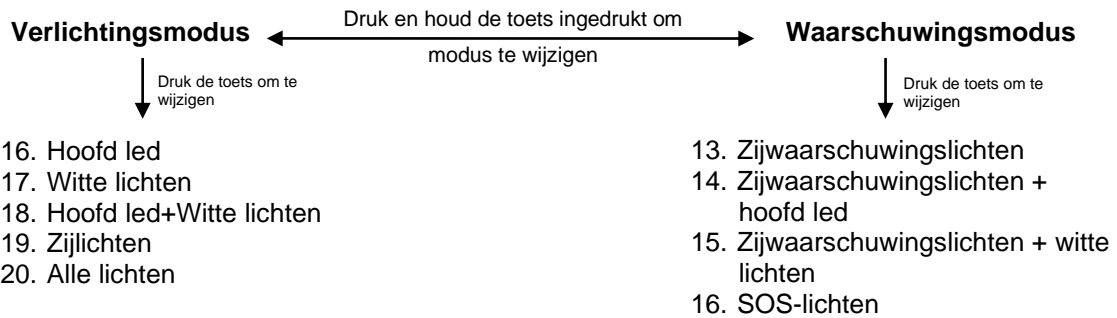 Verlichtingsmodus
Druk en houd de toets ingedrukt om
modus te wijzigen
Waarschuwingsmodus
Druk de toets om te
wijzigen
16. Hoofd led
17. Witte lichten
18. Hoofd led+Witte lichten
19. Zijlichten
20. Alle lichten
Druk de toets om te
wijzigen
13. Zijwaarschuwingslichten
14. Zijwaarschuwingslichten +
hoofd led
15. Zijwaarschuwingslichten + witte
lichten
16. SOS-lichten